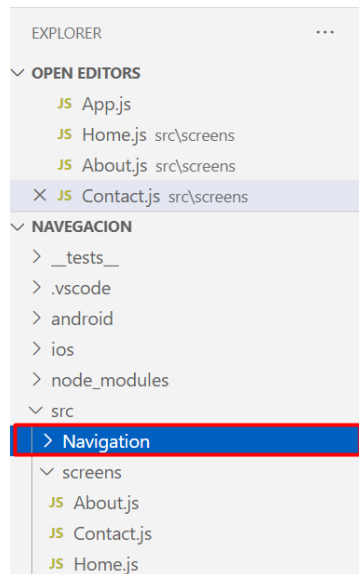 EXPLORER ...
OPEN EDITORS
JS App.js
JS Home.js src\screens
JS About.js src\screens
JS Contact.js src\screens
NAVEGACION
__tests__
.vscode
android
ios
node_modules
src
Navigation
screens
JS About.js
JS Contact.js
JS Home.js